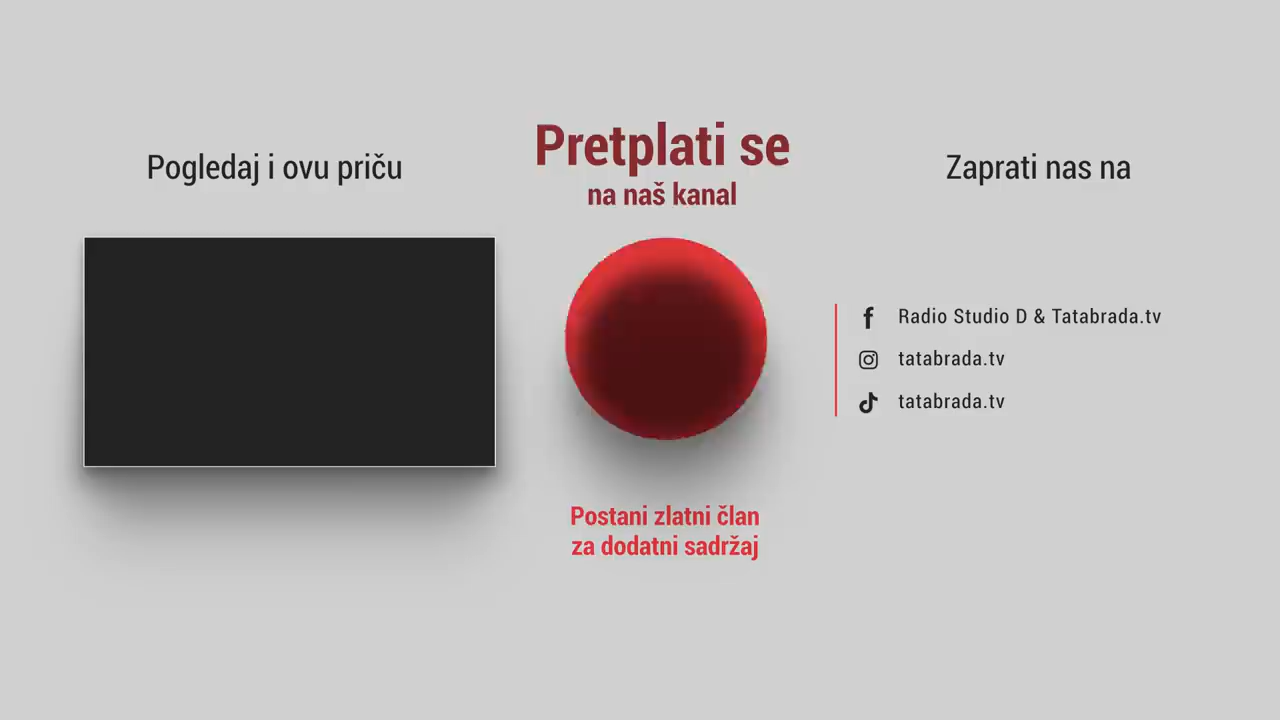 Pogledaj i ovu priču
Pretplati se
na naš kanal
Postani zlatni član
za dodatni sadržaj
Zaprati nas na
Radio Studio D & Tatabrada.tv
tatabrada.tv
tatabrada.tv